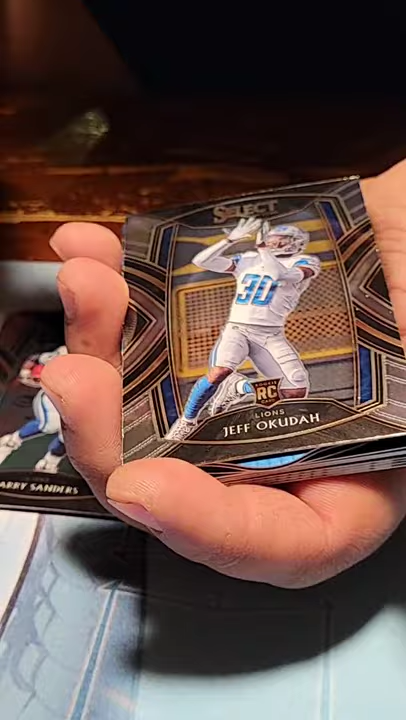 SELECT
30
ROOKIE
RC
LIONS
JEFF OKUDAH
ARRY SANDERS